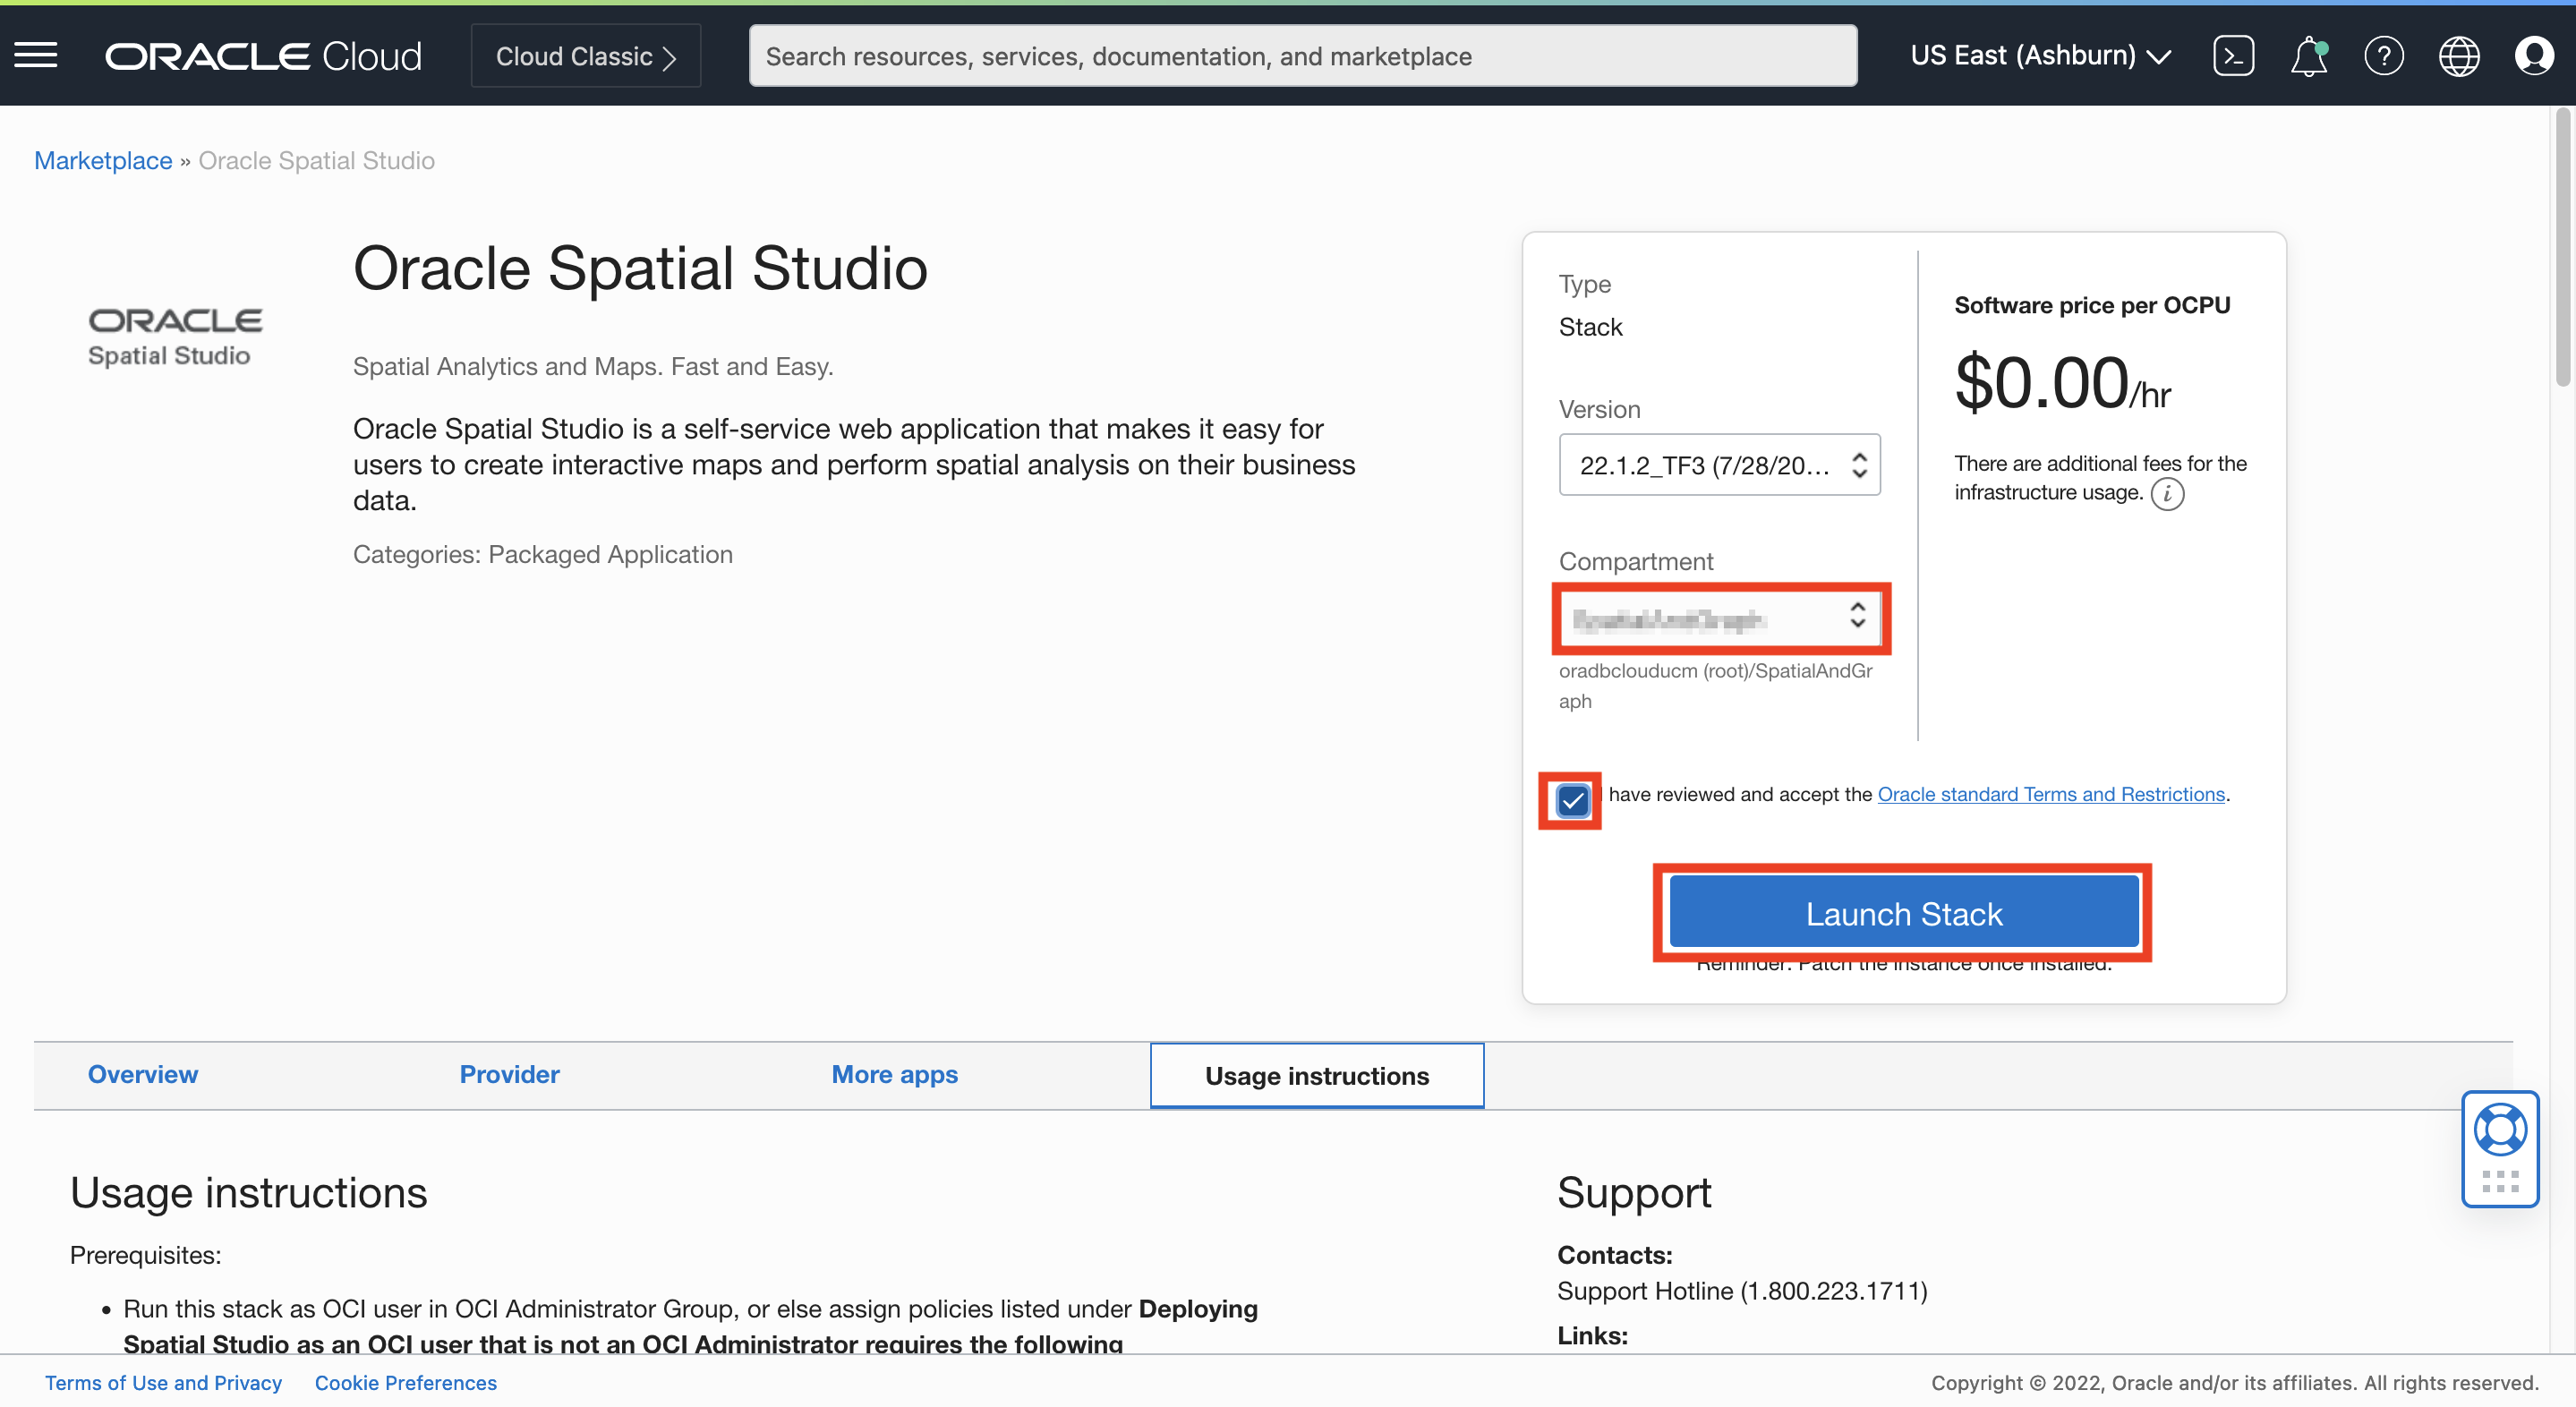 ORACLE Cloud
Cloud Classic
Search resources, services, documentation, and marketplace
US East (Ashburn)
Marketplace » Oracle Spatial Studio
ORACLE
Spatial Studio
Oracle Spatial Studio
Spatial Analytics and Maps. Fast and Easy.
Oracle Spatial Studio is a self-service web application that makes it easy for
users to create interactive maps and perform spatial analysis on their business
data.
Categories: Packaged Application
Type
Stack
Version
22.1.2_TF3 (7/28/20...
Compartment
oradbclouducm (root)/SpatialAndGr
aph
Software price per OCPU
$0.00/hr
There are additional fees for the
infrastructure usage. i
I have reviewed and accept the Oracle standard Terms and Restrictions.
Launch Stack
Reminder: Patch the instance once installed.
Overview
Provider
More apps
Usage instructions
Usage instructions
Prerequisites:
• Run this stack as OCI user in OCI Administrator Group, or else assign policies listed under Deploying
Spatial Studio as an OCI user that is not an OCI Administrator requires the following
Support
Contacts:
Support Hotline (1.800.223.1711)
Links:
Terms of Use and Privacy
Cookie Preferences
Copyright © 2022, Oracle and/or its affiliates. All rights reserved.